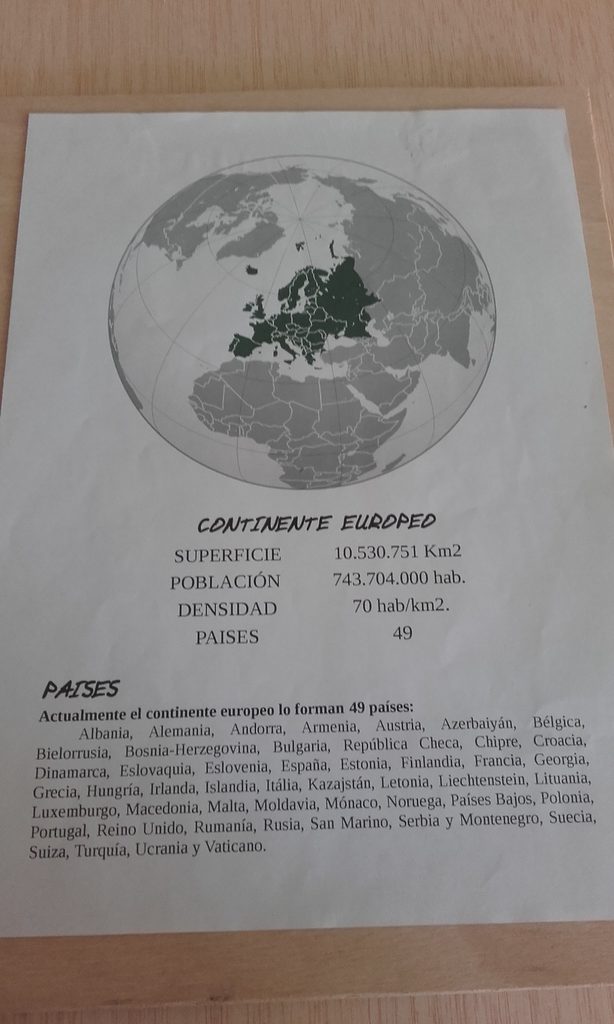 CONTINENTE EUROPEO
SUPERFICIE 10.530.751 Km2
POBLACIÓN 743.704.000 hab.
DENSIDAD 70 hab/km2.
PAISES 49
PAISES
Actualmente el continente europeo lo forman 49 países:
Albania, Alemania, Andorra, Armenia, Austria, Azerbaiyán, Bélgica,
Bielorrusia, Bosnia-Herzegovina, Bulgaria, República Checa, Chipre, Croacia,
Dinamarca, Eslovaquia, Eslovenia, España, Estonia, Finlandia, Francia, Georgia,
Grecia, Hungría, Irlanda, Islandia, Itália, Kazajstán, Letonia, Liechtenstein, Lituania,
Luxemburgo, Macedonia, Malta, Moldavia, Mónaco, Noruega, Países Bajos, Polonia,
Portugal, Reino Unido, Rumanía, Rusia, San Marino, Serbia y Montenegro, Suecia,
Suiza, Turquía, Ucrania y Vaticano.